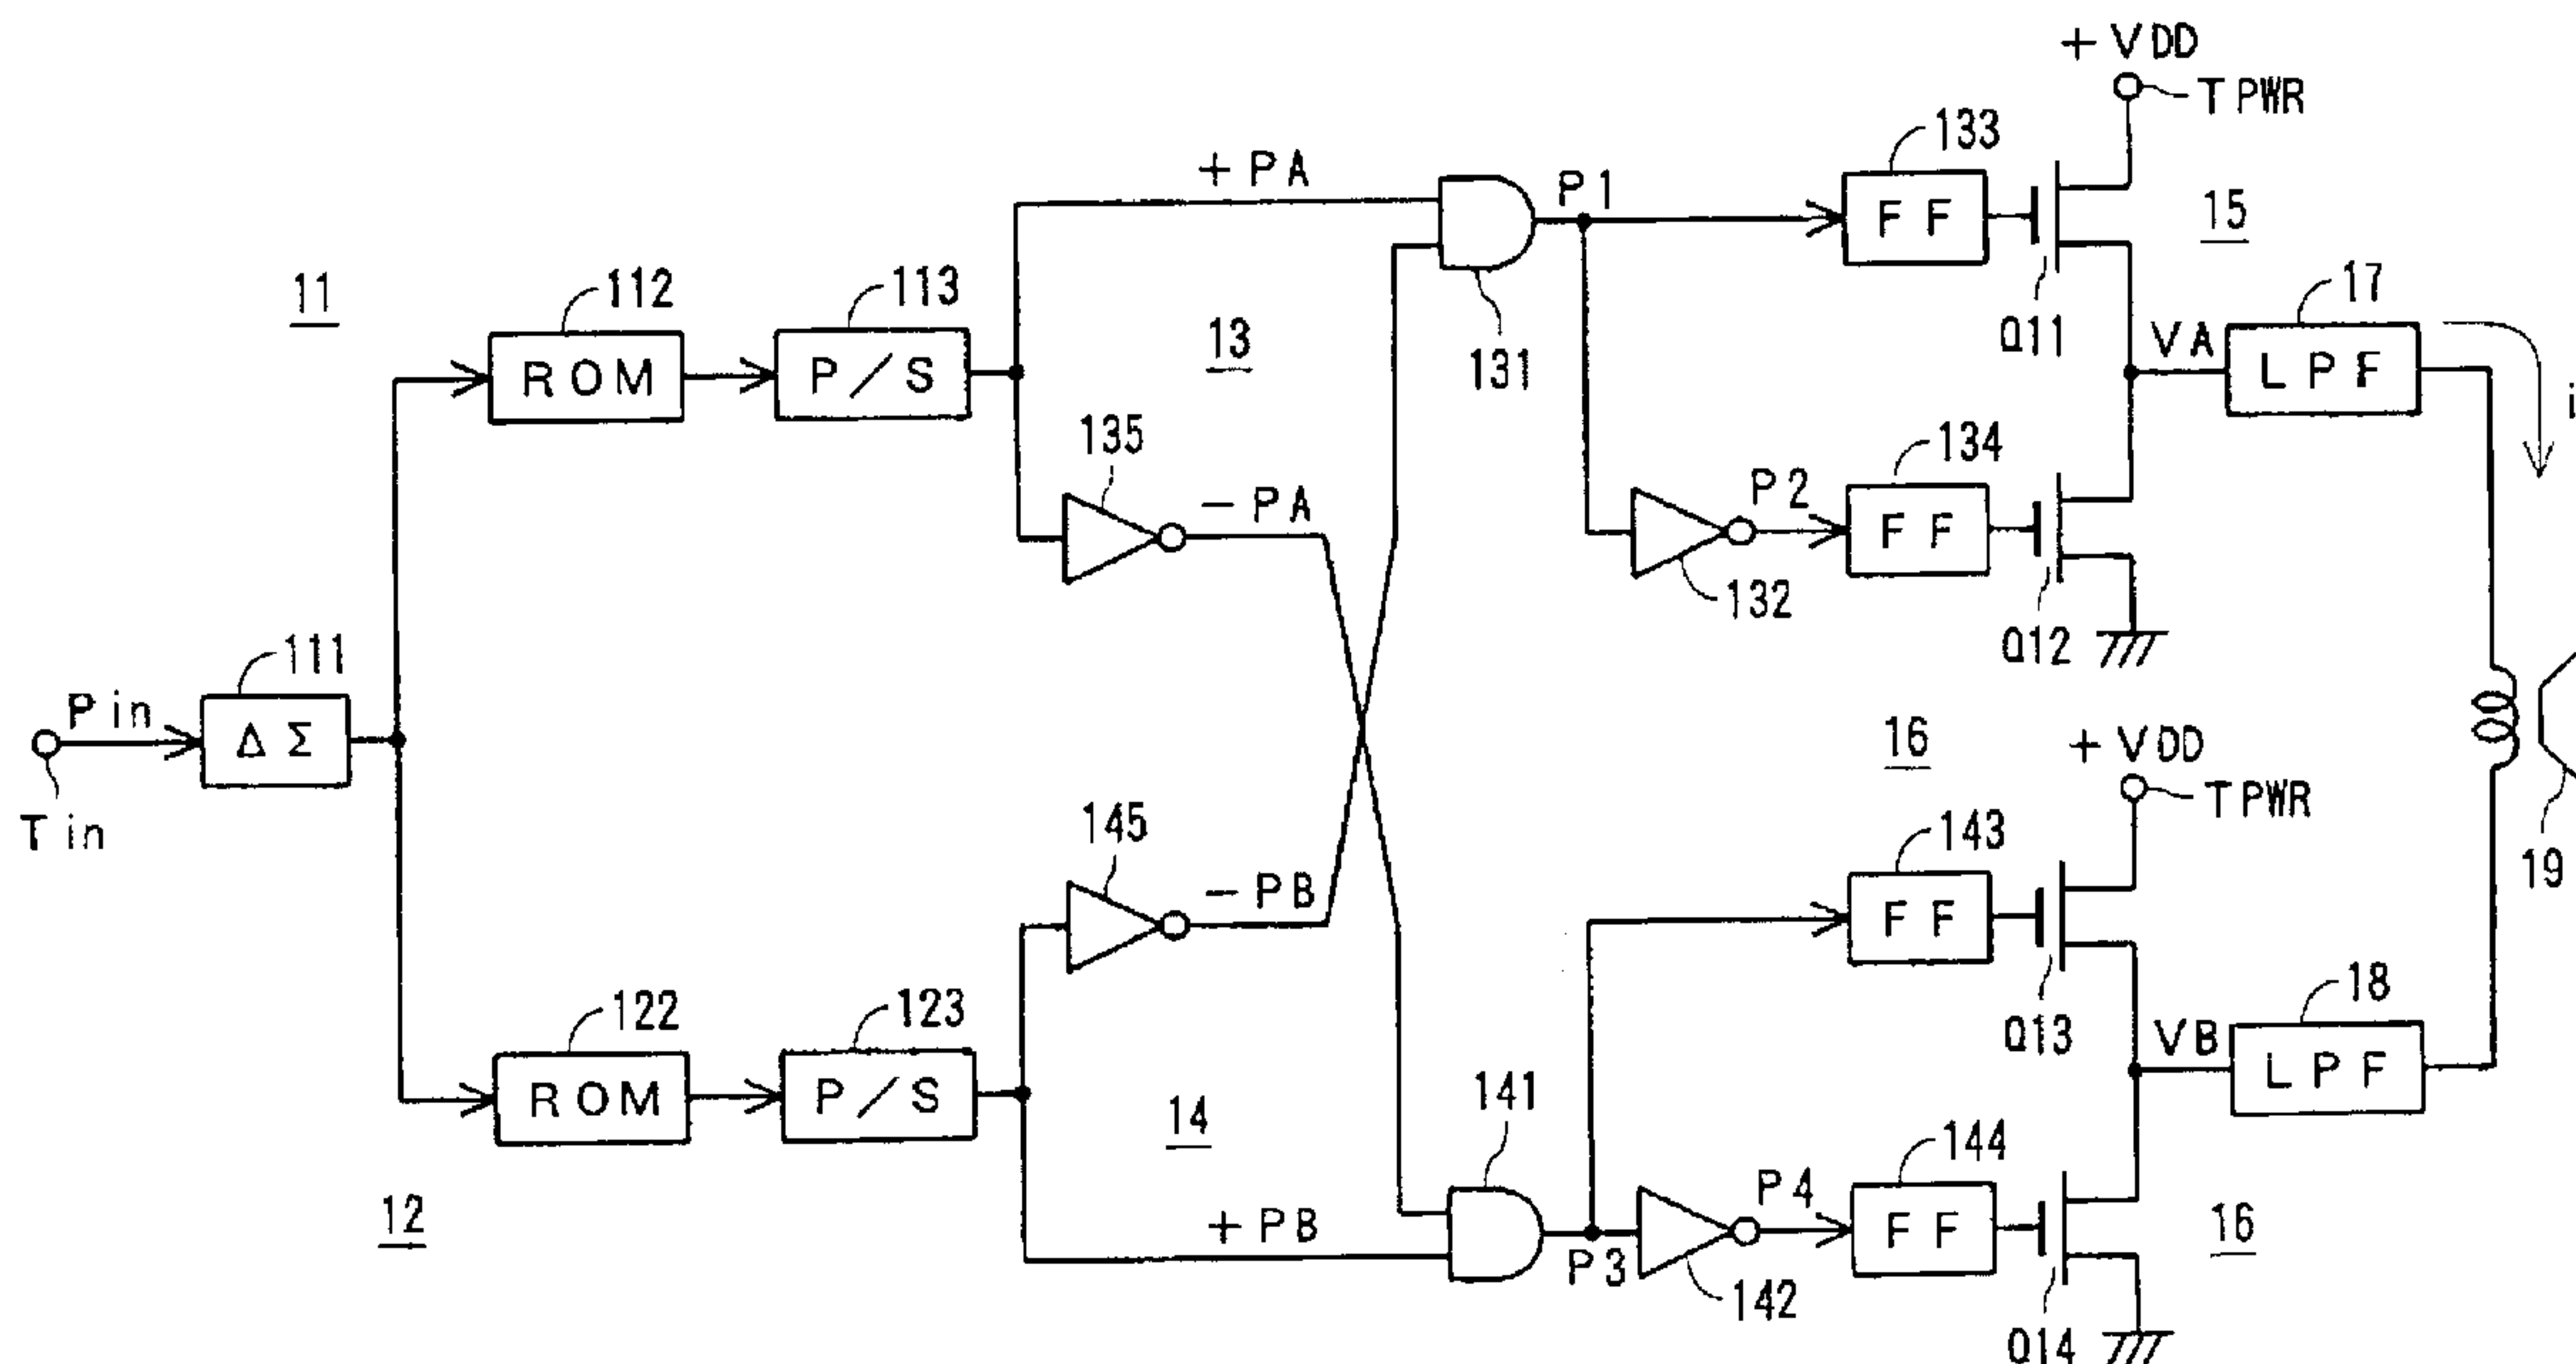 +VDD
TPWR
133
+PA
P1
FF
15
11
112
113
17
ROM
P/S
13
131
Q11
VA
LPF
i
135
134
-PA
P2
FF
132
Q12
111
Pin
ΔΣ
Tin
16
+VDD
TPWR
145
143
-PB
FF
19
122
123
Q13
VB
18
LPF
ROM
P/S
141
14
144
P4
FF
12
+PB
P3
16
142
Q14